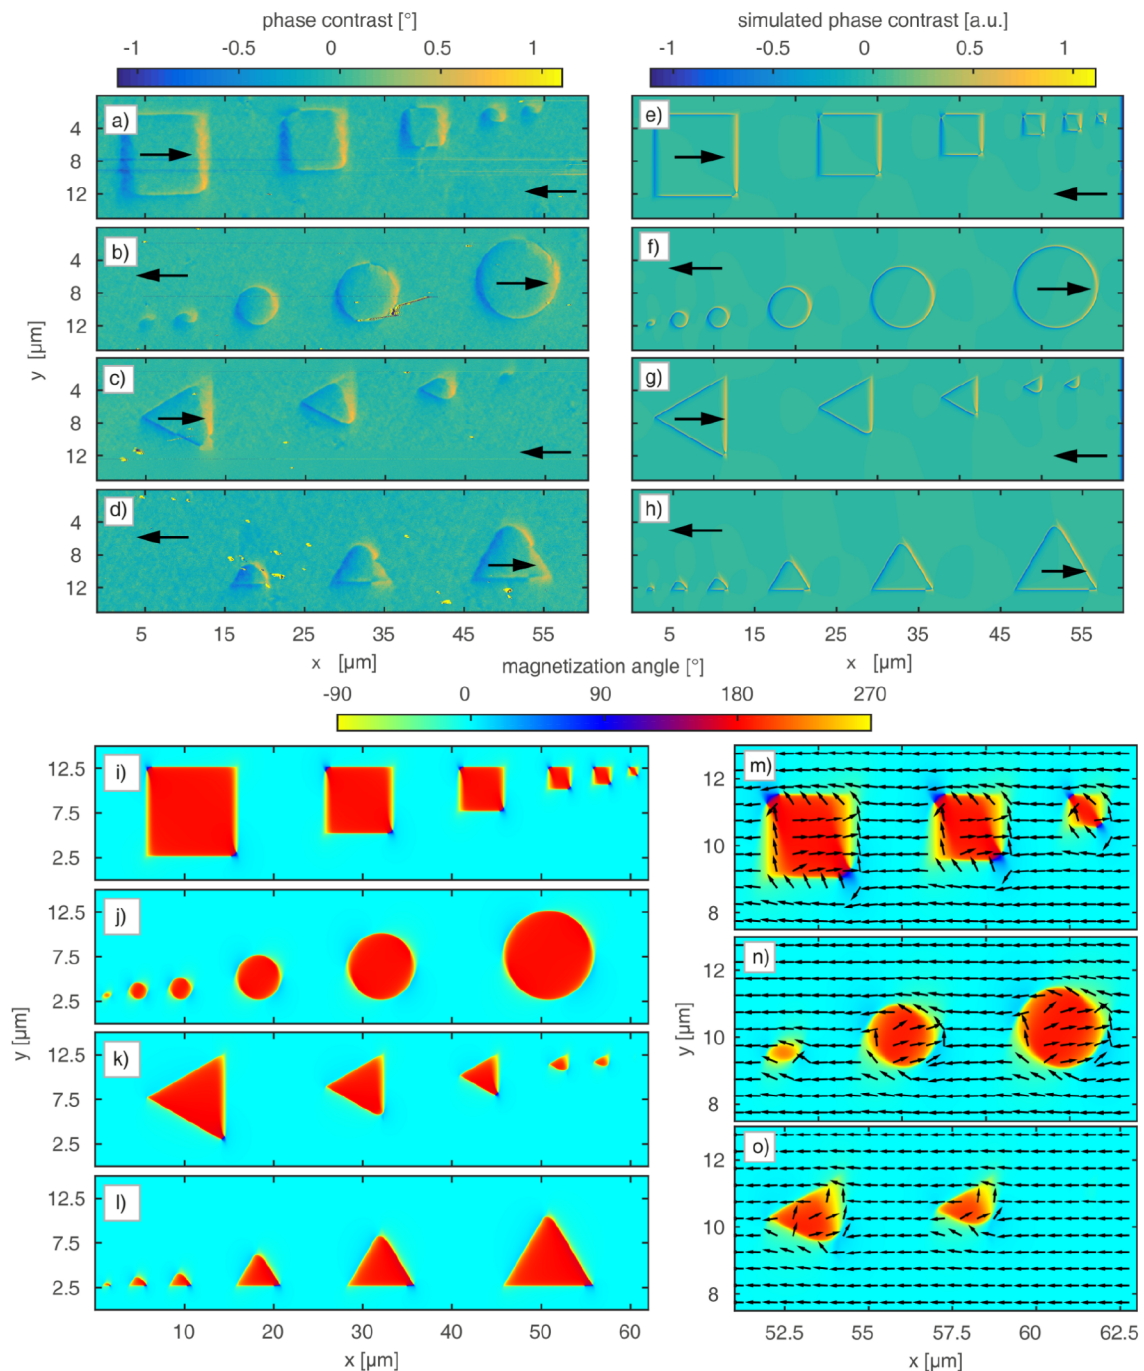 phase contrast [°]
-1 -0.5 0 0.5 1
simulated phase contrast [a.u.]
-1 -0.5 0 0.5 1
a)
4
8
12
e)
b)
4
8
12
f)
c)
4
8
12
g)
d)
4
8
12
h)
y [µm]
5 15 25 35 45 55
x [µm]
5 15 25 35 45 55
x [µm]
magnetization angle [°]
-90 0 90 180 270
i)
12.5
7.5
2.5
j)
12.5
7.5
2.5
k)
12.5
7.5
2.5
l)
12.5
7.5
2.5
y [µm]
10 20 30 40 50 60
x [µm]
m)
12
10
8
n)
12
10
8
o)
12
10
8
y [µm]
52.5 55 57.5 60 62.5
x [µm]